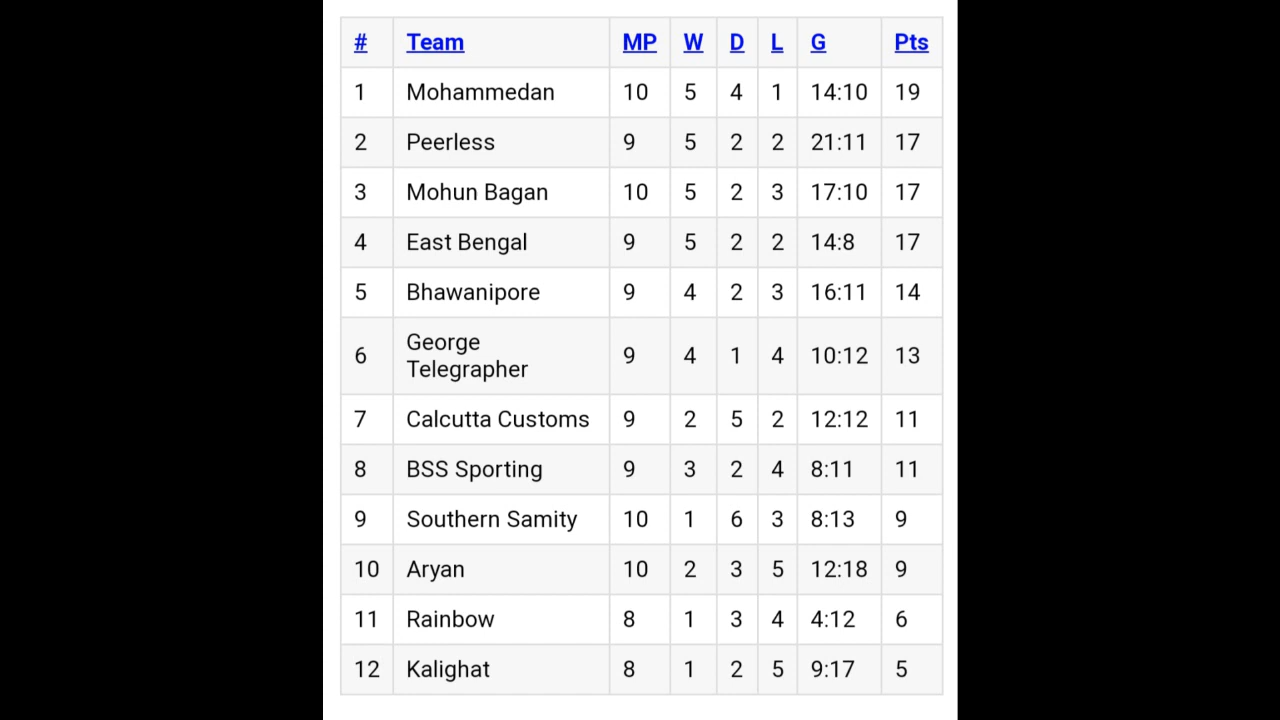 # Team MP W D L G Pts
1 Mohammedan 10 5 4 1 14:10 19
2 Peerless 9 5 2 2 21:11 17
3 Mohun Bagan 10 5 2 3 17:10 17
4 East Bengal 9 5 2 2 14:8 17
5 Bhawanipore 9 4 2 3 16:11 14
6 George Telegrapher 9 4 1 4 10:12 13
7 Calcutta Customs 9 2 5 2 12:12 11
8 BSS Sporting 9 3 2 4 8:11 11
9 Southern Samity 10 1 6 3 8:13 9
10 Aryan 10 2 3 5 12:18 9
11 Rainbow 8 1 3 4 4:12 6
12 Kalighat 8 1 2 5 9:17 5